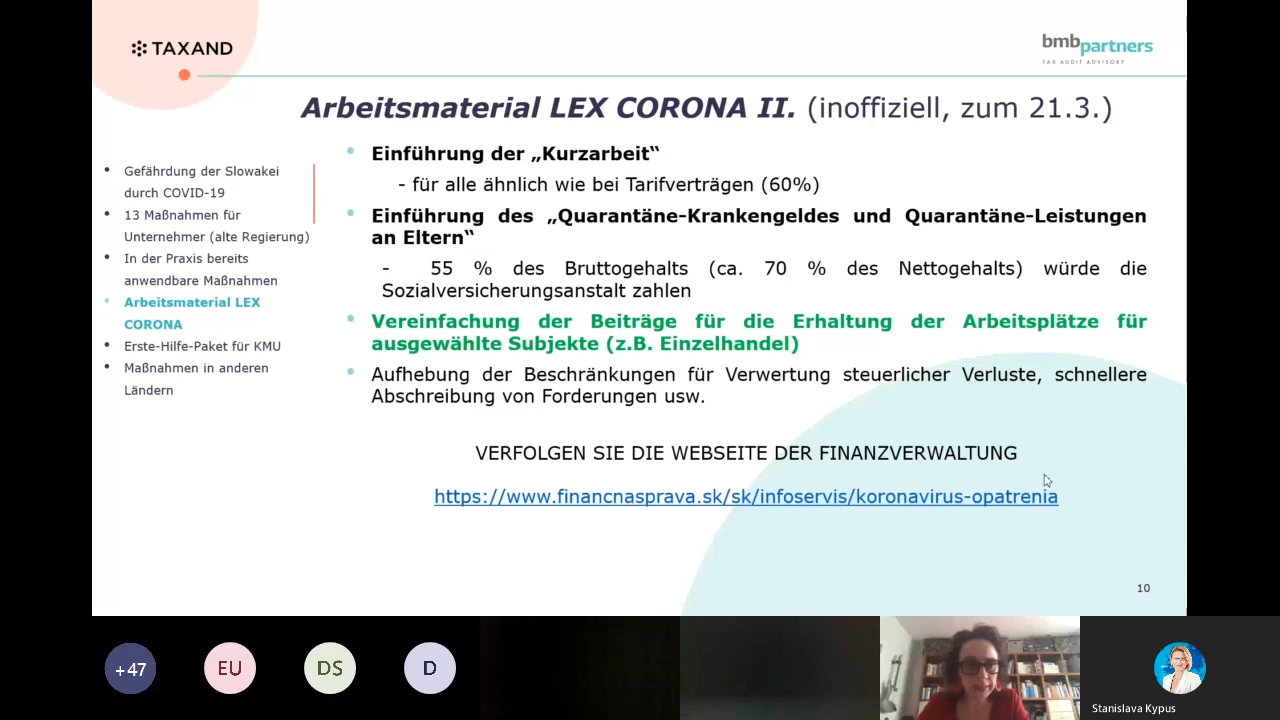 TAXAND
bmbpartners
TAX AUDIT ADVISORY
Arbeitsmaterial LEX CORONA II. (inoffiziell, zum 21.3.)
• Gefährdung der Slowakei
durch COVID-19
• 13 Maßnahmen für
Unternehmer (alte Regierung)
• In der Praxis bereits
anwendbare Maßnahmen
• Arbeitsmaterial LEX
CORONA
• Erste-Hilfe-Paket für KMU
• Maßnahmen in anderen
Ländern
• Einführung der „Kurzarbeit“
- für alle ähnlich wie bei Tarifverträgen (60%)
• Einführung des „Quarantäne-Krankengeldes und Quarantäne-Leistungen
an Eltern“
- 55 % des Bruttogehalts (ca. 70 % des Nettogehalts) würde die
Sozialversicherungsanstalt zahlen
• Vereinfachung der Beiträge für die Erhaltung der Arbeitsplätze für
ausgewählte Subjekte (z.B. Einzelhandel)
• Aufhebung der Beschränkungen für Verwertung steuerlicher Verluste, schnellere
Abschreibung von Forderungen usw.
VERFOLGEN SIE DIE WEBSEITE DER FINANZVERWALTUNG
https://www.financnasprava.sk/sk/infoservis/koronavirus-opatrenia
10
+47
EU
DS
D
Stanislava Kypus